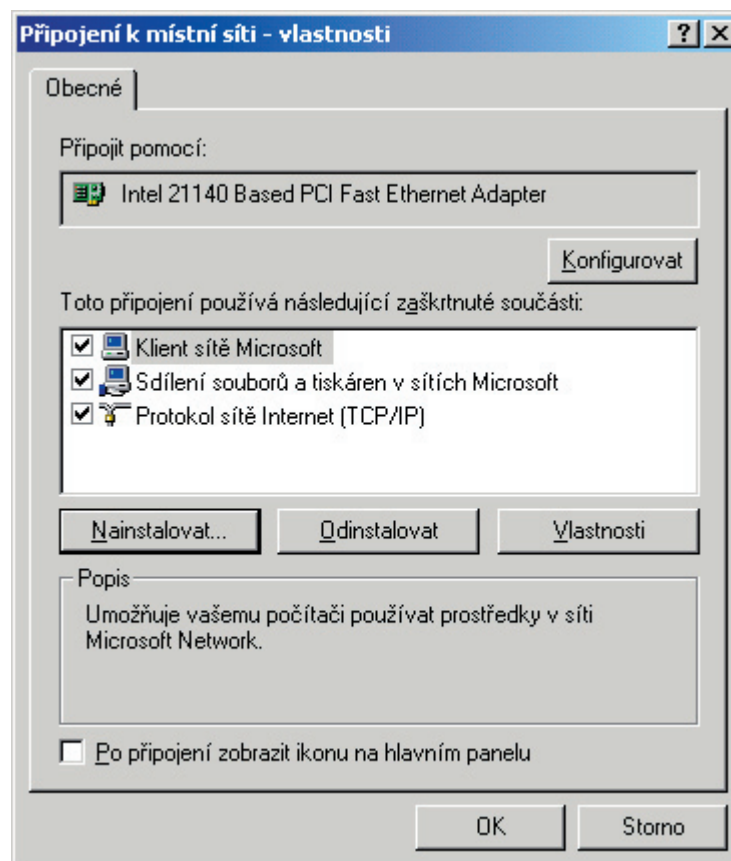 Připojení k místní síti - vlastnosti
Obecné
Připojit pomocí:
Intel 21140 Based PCI Fast Ethernet Adapter
Konfigurovat
Toto připojení používá následující zaškrtnuté součásti:
Klient sítě Microsoft
Sdílení souborů a tiskáren v sítích Microsoft
Protokol sítě Internet (TCP/IP)
Nainstalovat... Odinstalovat Vlastnosti
Popis
Umožňuje vašemu počítači používat prostředky v síti
Microsoft Network.
Po připojení zobrazit ikonu na hlavním panelu
OK Storno